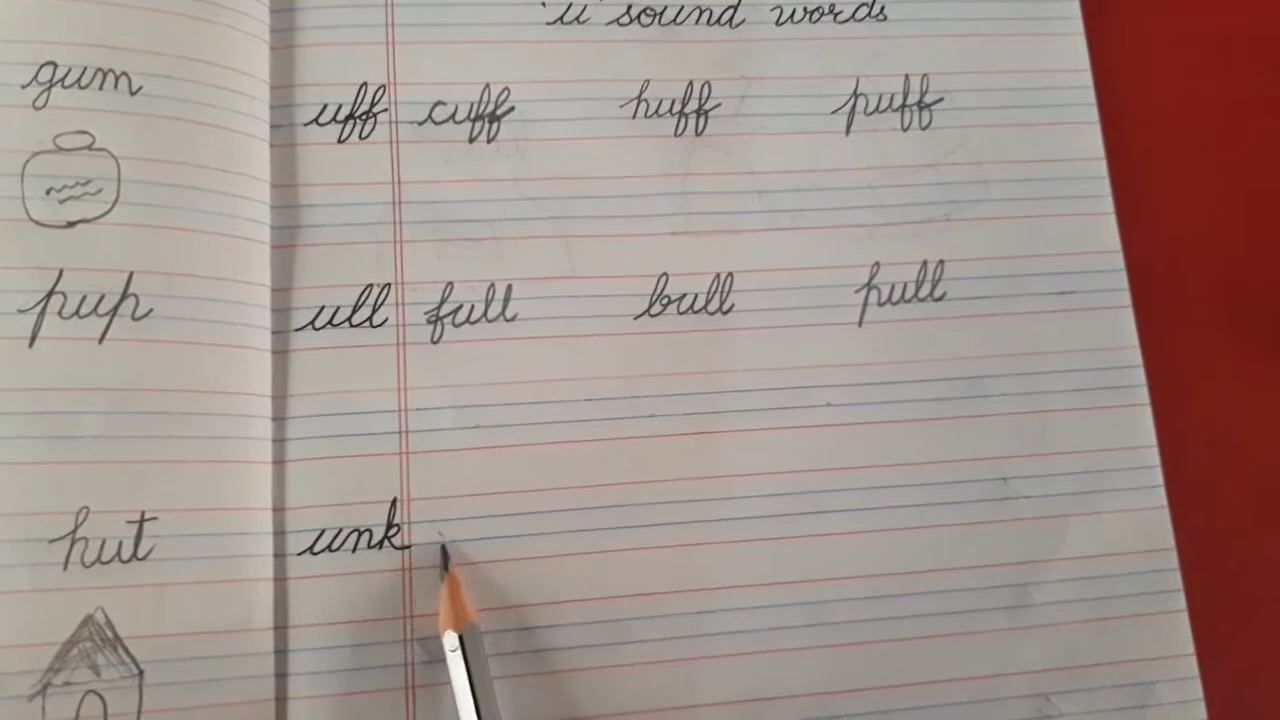 'u' sound words
gum
uff cuff huff puff
pup
ull full bull pull
hut
unk